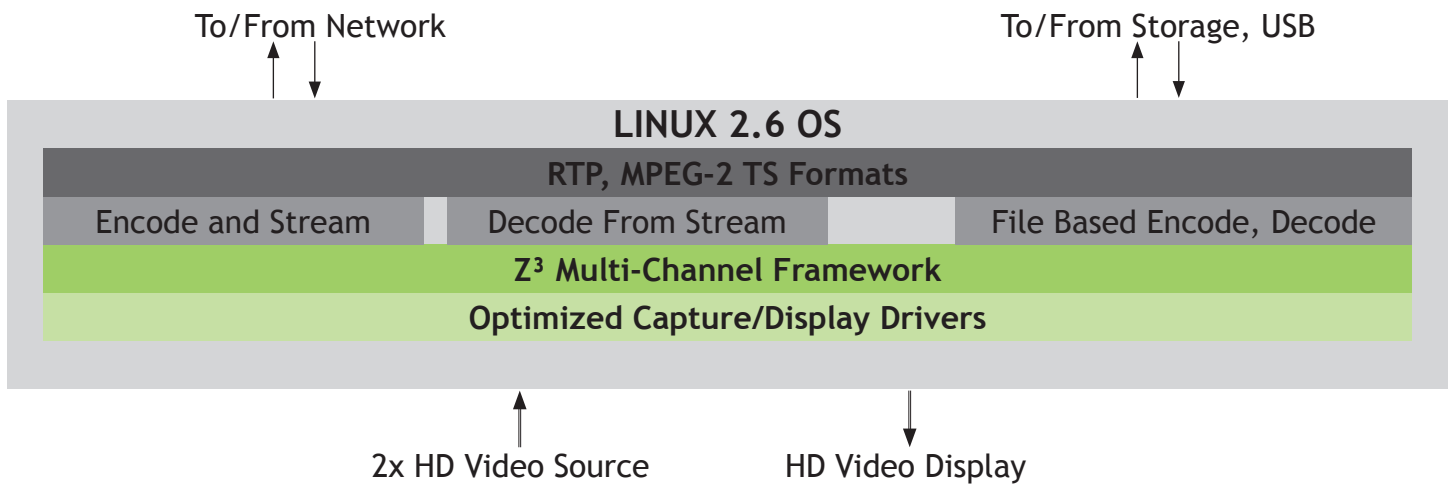 To/From Network
To/From Storage, USB
LINUX 2.6 OS
RTP, MPEG-2 TS Formats
Encode and Stream
Decode From Stream
File Based Encode, Decode
Z³ Multi-Channel Framework
Optimized Capture/Display Drivers
2x HD Video Source
HD Video Display